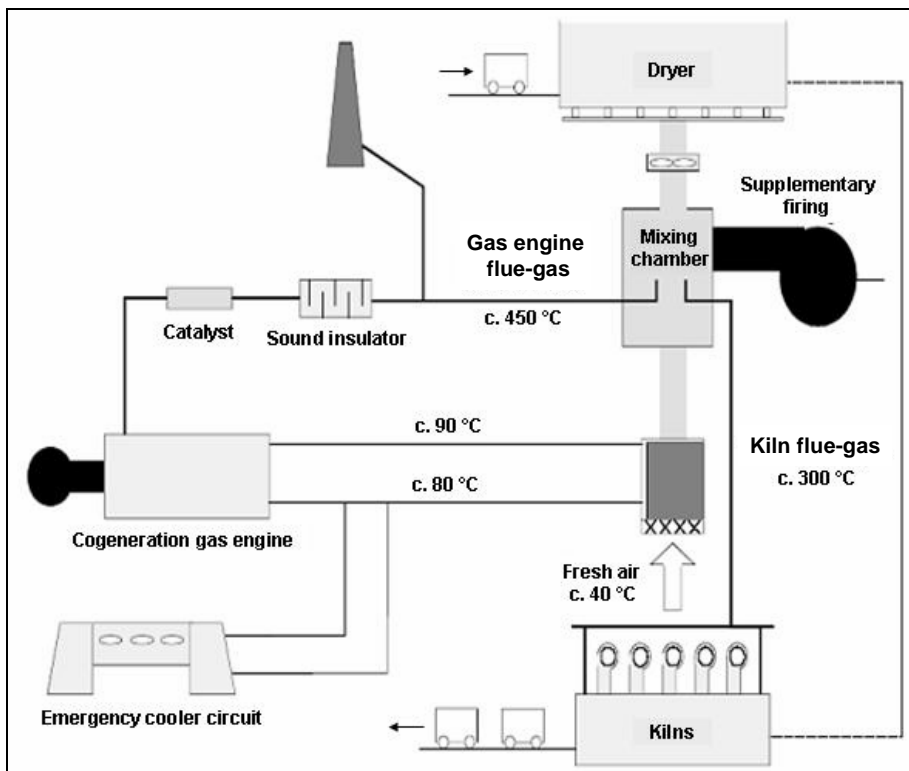 Dryer
Supplementary
firing
Mixing
chamber
Gas engine
flue-gas
c. 450 °C
Catalyst
Sound insulator
c. 90 °C
Kiln flue-gas
c. 300 °C
c. 80 °C
Cogeneration gas engine
Fresh air
c. 40 °C
Emergency cooler circuit
Kilns